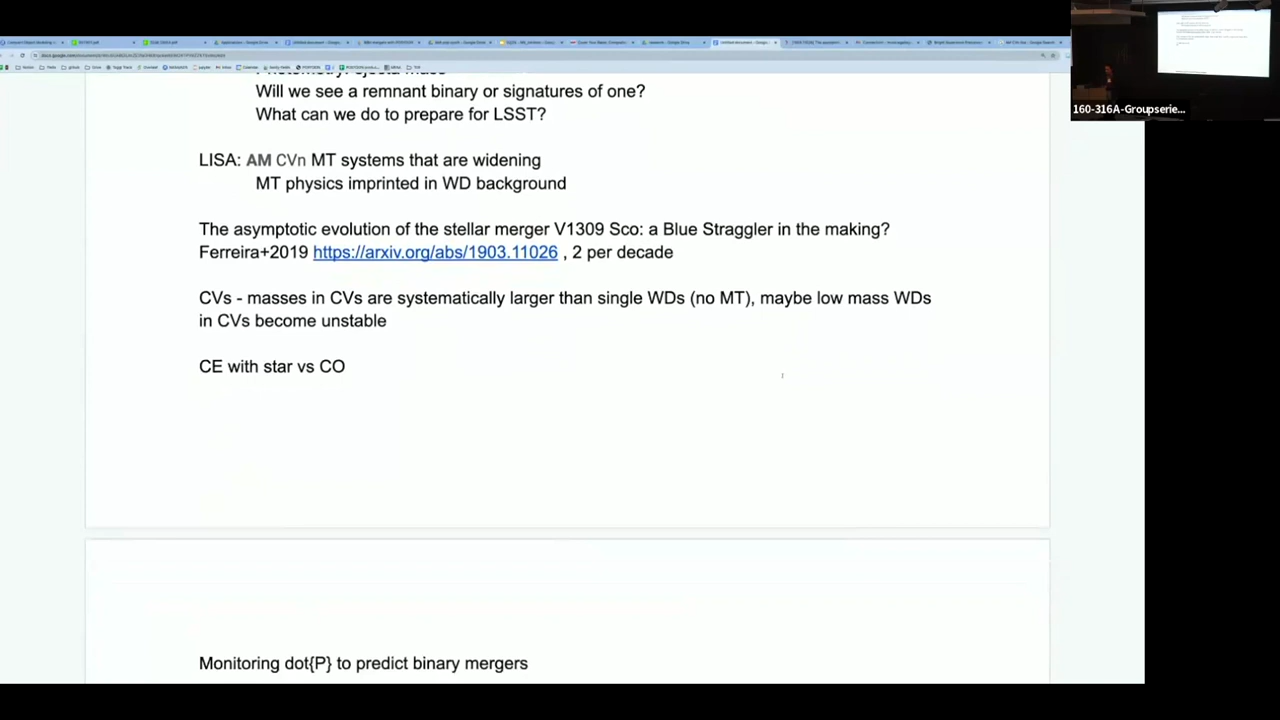 160-316A-Groupserie...
Will we see a remnant binary or signatures of one?
What can we do to prepare for LSST?
LISA: AM CVn MT systems that are widening
MT physics imprinted in WD background
The asymptotic evolution of the stellar merger V1309 Sco: a Blue Straggler in the making?
Ferreira+2019 https://arxiv.org/abs/1903.11026 , 2 per decade
CVs - masses in CVs are systematically larger than single WDs (no MT), maybe low mass WDs
in CVs become unstable
CE with star vs CO
Monitoring dot{P} to predict binary mergers